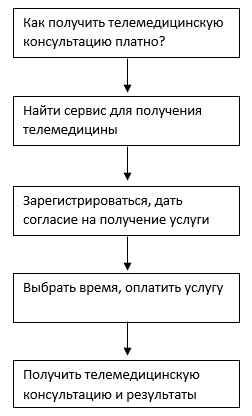 Как получить телемедицинскую
консультацию платно?
Найти сервис для получения
телемедицины
Зарегистрироваться, дать
согласие на получение услуги
Выбрать время, оплатить услугу
Получить телемедицинскую
консультацию и результаты